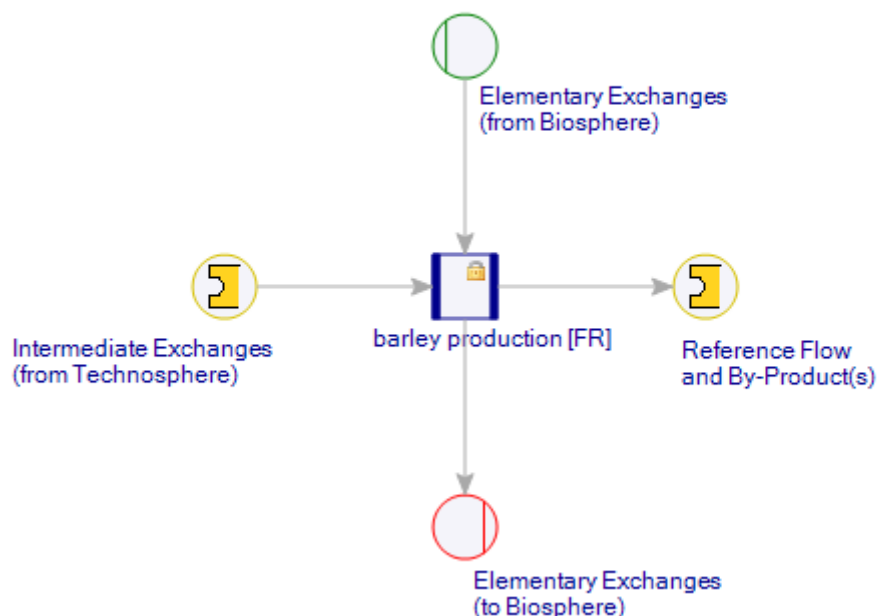 Elementary Exchanges
(from Biosphere)
Intermediate Exchanges
(from Technosphere)
barley production [FR]
Reference Flow
and By-Product(s)
Elementary Exchanges
(to Biosphere)